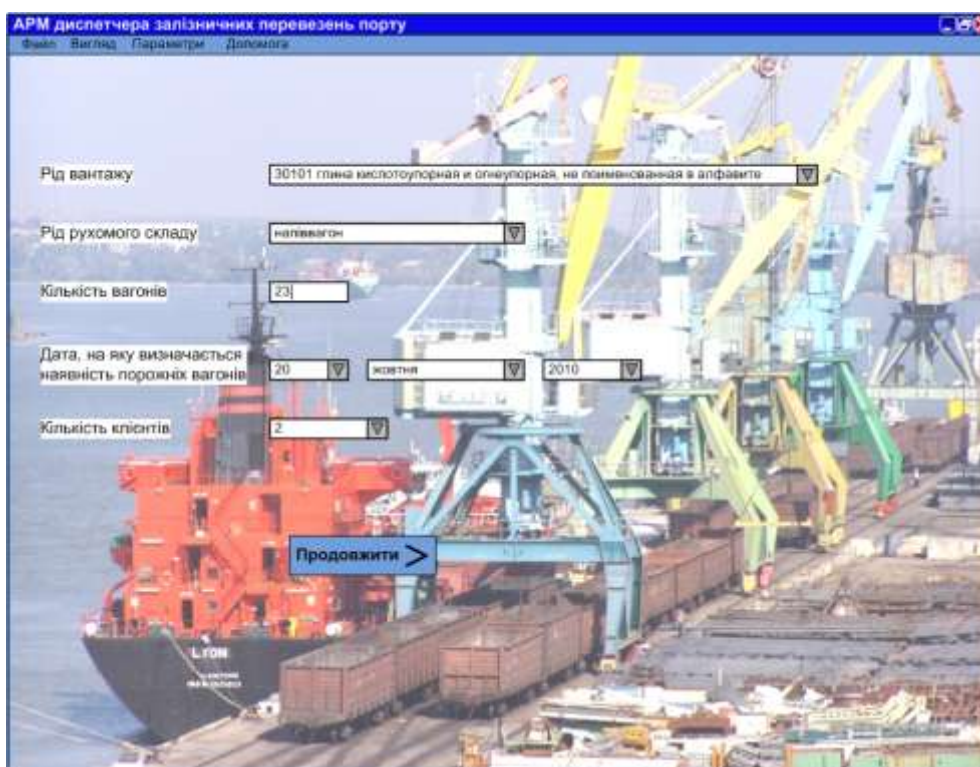 АРМ диспетчера залізничних перевезень порту
Файл Вигляд Параметри Допомога
Рід вантажу
30101 глина кислотоупорная и огнеупорная, не поименованная в алфавите
Рід рухомого складу
напіввагон
Кількість вагонів
23
Дата, на яку визначається
наявність порожніх вагонів
20 жовтня 2010
Кількість клієнтів
2
Продовжити >
LYON